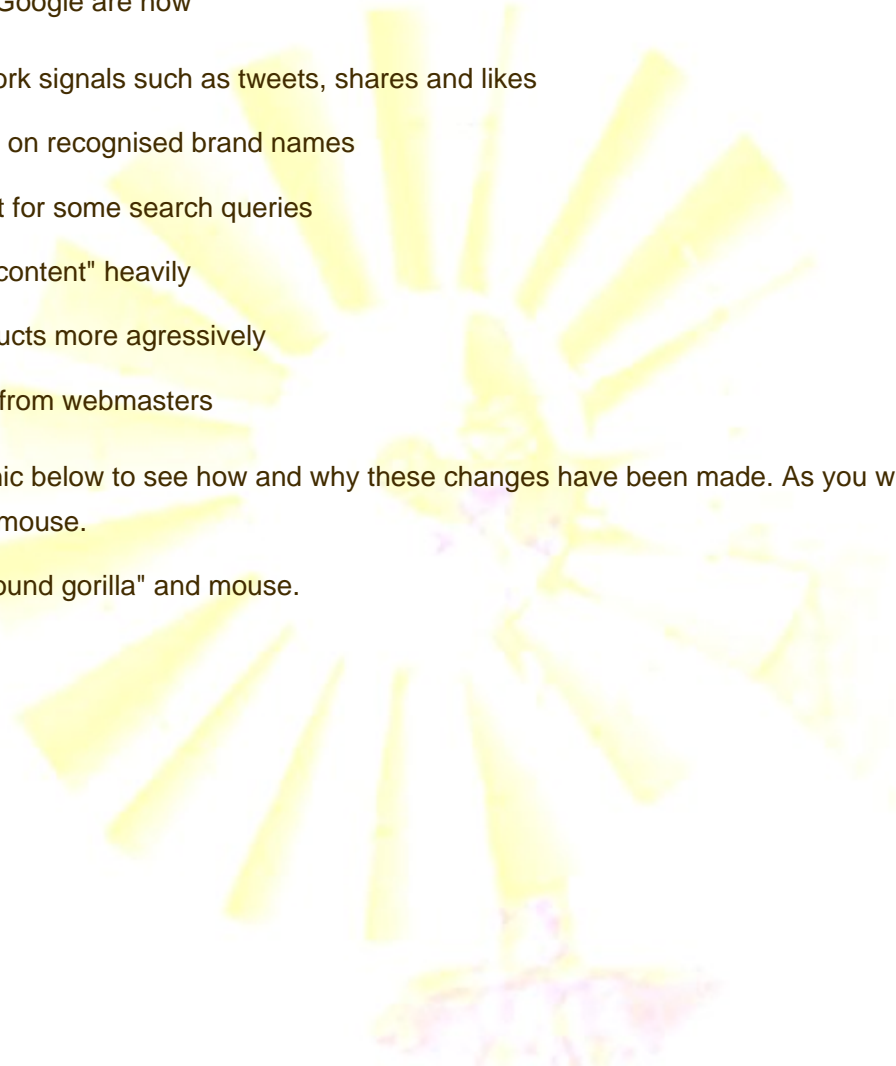 Google are now
ork signals such as tweets, shares and likes
on recognised brand names
for some search queries
content" heavily
ucts more agressively
from webmasters
nic below to see how and why these changes have been made. As you w
mouse.
ound gorilla" and mouse.